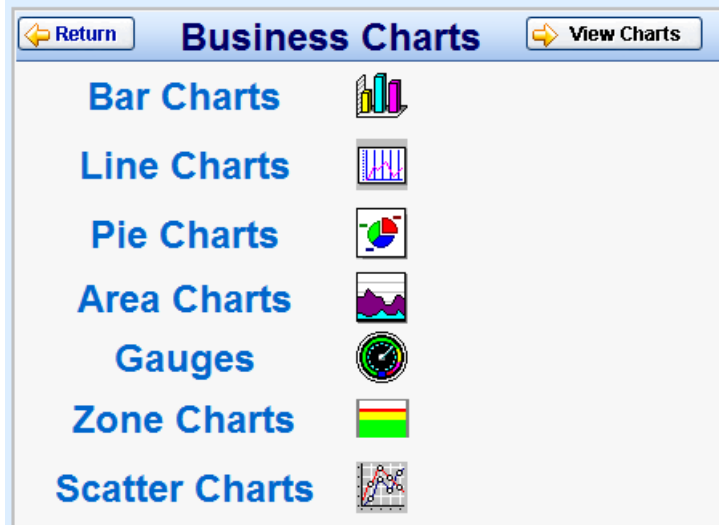 Return Business Charts View Charts
Bar Charts
Line Charts
Pie Charts
Area Charts
Gauges
Zone Charts
Scatter Charts